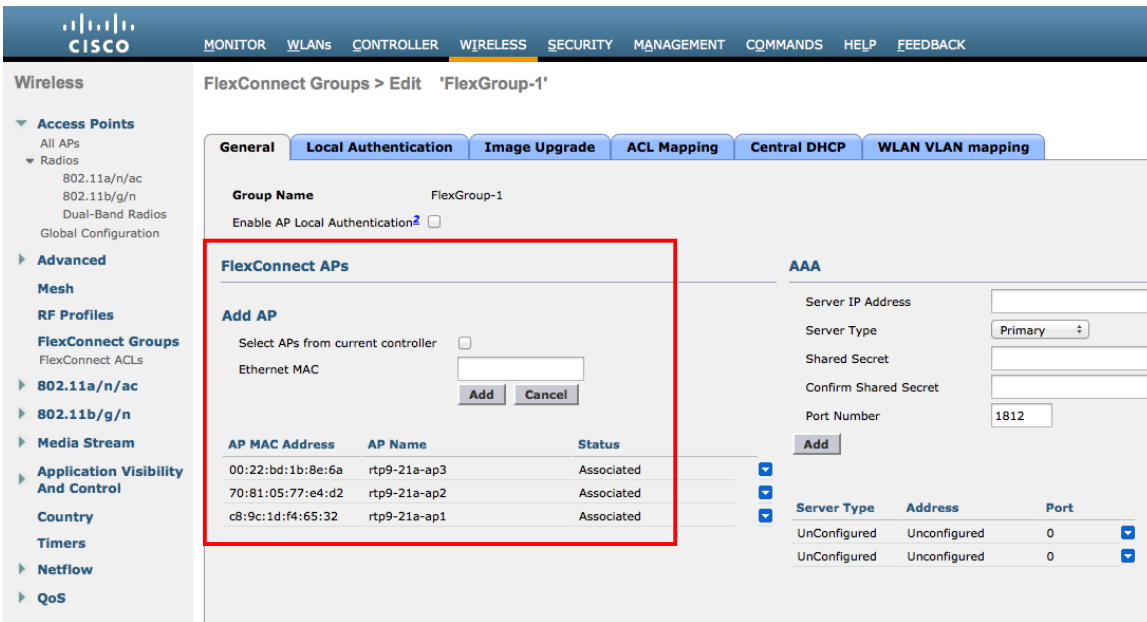 CISCO
MONITOR WLANs CONTROLLER WIRELESS SECURITY MANAGEMENT COMMANDS HELP FEEDBACK
Wireless
Access Points
All APs
Radios
802.11a/n/ac
802.11b/g/n
Dual-Band Radios
Global Configuration
Advanced
Mesh
RF Profiles
FlexConnect Groups
FlexConnect ACLs
802.11a/n/ac
802.11b/g/n
Media Stream
Application Visibility
And Control
Country
Timers
Netflow
QoS
FlexConnect Groups > Edit 'FlexGroup-1'
General Local Authentication Image Upgrade ACL Mapping Central DHCP WLAN VLAN mapping
Group Name FlexGroup-1
Enable AP Local Authentication2
FlexConnect APs
Add AP
Select APs from current controller
Ethernet MAC
Add Cancel
AP MAC Address AP Name Status
00:22:bd:1b:8e:6a rtp9-21a-ap3 Associated
70:81:05:77:e4:d2 rtp9-21a-ap2 Associated
c8:9c:1d:f4:65:32 rtp9-21a-ap1 Associated
AAA
Server IP Address
Server Type Primary
Shared Secret
Confirm Shared Secret
Port Number 1812
Add
Server Type Address Port
UnConfigured Unconfigured 0
UnConfigured Unconfigured 0